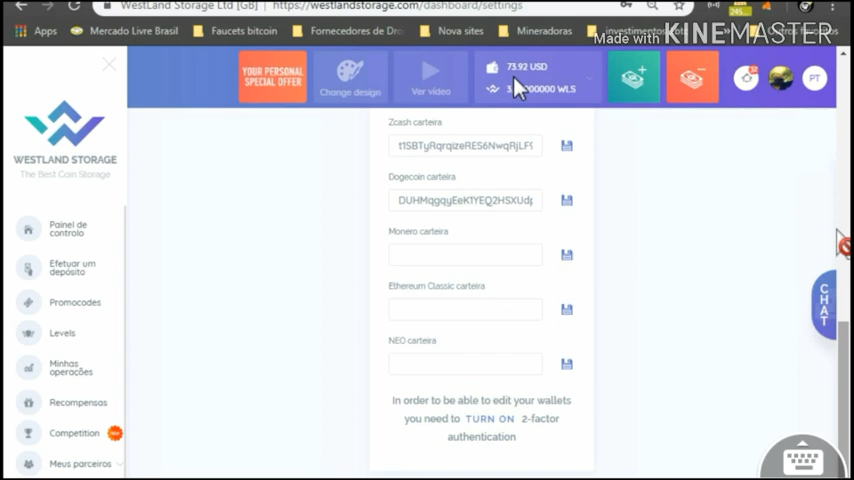 WestLand Storage Ltd [GB]
https://westlandstorage.com/dashboard/settings
Apps
Mercado Livre Brasil
Faucets bitcoin
Fornecedores de Dro
Nova sites
Mineradoras
Made with KINEMASTER
YOUR PERSONAL
SPECIAL OFFER
Change design
Ver vídeo
73.92 USD
WLS
PT
WESTLAND STORAGE
The Best Coin Storage
Painel de
controlo
Efetuar um
depósito
Promocodes
Levels
Minhas
operações
Recompensas
Competition
Meus parceiros
Zcash carteira
Dogecoin carteira
Monero carteira
Ethereum Classic carteira
NEO carteira
In order to be able to edit your wallets
you need to TURN ON 2-factor
authentication
CHAT